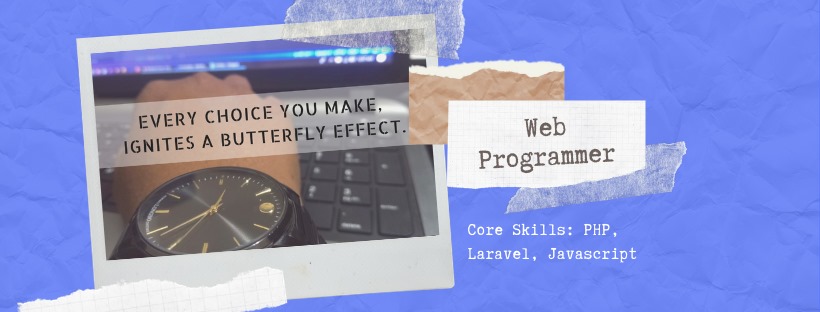 EVERY CHOICE YOU MAKE,
IGNITES A BUTTERFLY EFFECT.
Web
Programmer
Core Skills: PHP,
Laravel, Javascript